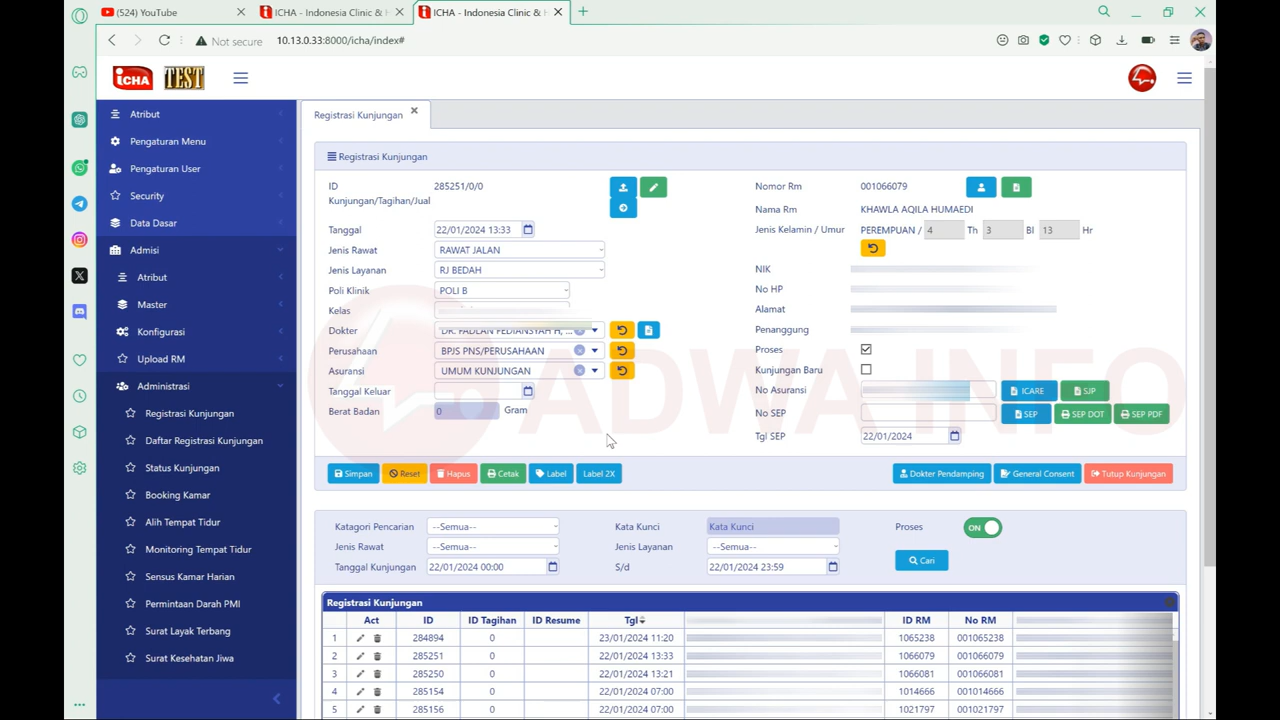 (524) YouTube
ICHA - Indonesia Clinic & H
ICHA - Indonesia Clinic & H
Not secure 10.13.0.33:8000/icha/index#
iCHA TEST
Atribut
Pengaturan Menu
Pengaturan User
Security
Data Dasar
Admisi
Atribut
Master
Konfigurasi
Upload RM
Administrasi
Registrasi Kunjungan
Daftar Registrasi Kunjungan
Status Kunjungan
Booking Kamar
Alih Tempat Tidur
Monitoring Tempat Tidur
Sensus Kamar Harian
Permintaan Darah PMI
Surat Layak Terbang
Surat Kesehatan Jiwa
Registrasi Kunjungan
Registrasi Kunjungan
ID 285251/0/0
Kunjungan/Tagihan/Jual
Tanggal 22/01/2024 13:33
Jenis Rawat RAWAT JALAN
Jenis Layanan RJ BEDAH
Poli Klinik POLI B
Kelas
Dokter DR. FADLAN FEDIANSYAH H, ...
Perusahaan BPJS PNS/PERUSAHAAN
Asuransi UMUM KUNJUNGAN
Tanggal Keluar
Berat Badan 0 Gram
Nomor Rm 001066079
Nama Rm KHAWLA AQILA HUMAEDI
Jenis Kelamin / Umur PEREMPUAN / 4 Th 3 Bl 13 Hr
NIK
No HP
Alamat
Penanggung
Proses
Kunjungan Baru
No Asuransi ICARE SJP
No SEP SEP SEP DOT SEP PDF
Tgl SEP 22/01/2024
ADWA INFO
Simpan Reset Hapus Cetak Label Label 2X Dokter Pendamping General Consent Tutup Kunjungan
Katagori Pencarian --Semua-- Kata Kunci Kata Kunci Proses ON
Jenis Rawat --Semua-- Jenis Layanan --Semua--
Tanggal Kunjungan 22/01/2024 00:00 S/d 22/01/2024 23:59 Cari
Registrasi Kunjungan
Act ID ID Tagihan ID Resume Tgl ID RM No RM
1 284894 0 23/01/2024 11:20 1065238 001065238
2 285251 0 22/01/2024 13:33 1066079 001066079
3 285250 0 22/01/2024 13:21 1066081 001066081
4 285154 0 22/01/2024 07:00 1014666 001014666
5 285156 0 22/01/2024 07:00 1021797 001021797